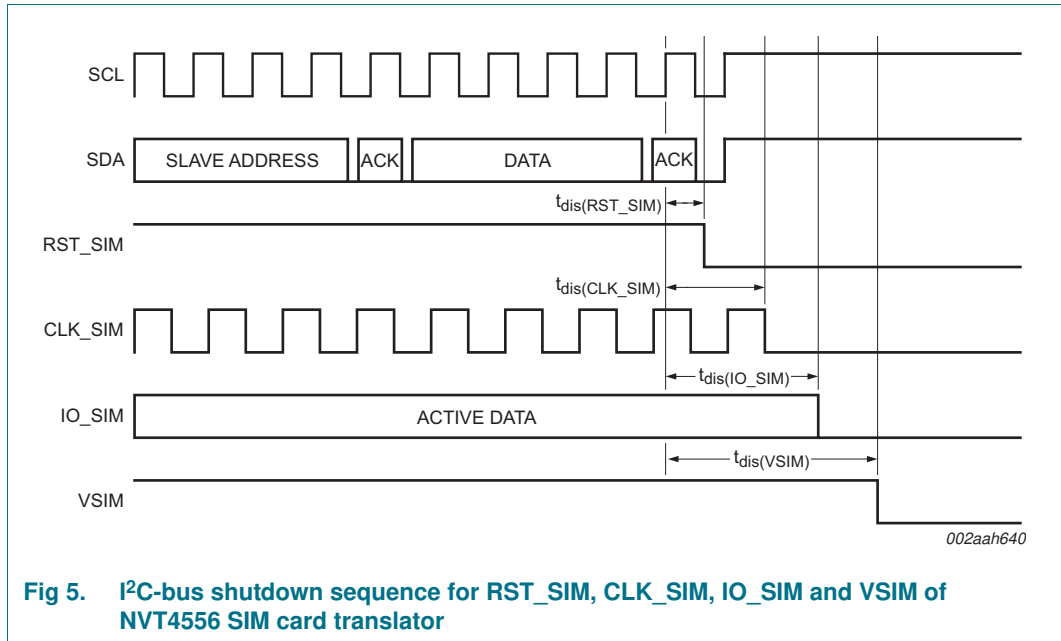 SCL
SDA
SLAVE ADDRESS ACK DATA ACK
tdis(RST_SIM)
RST_SIM
tdis(CLK_SIM)
CLK_SIM
tdis(IO_SIM)
IO_SIM
ACTIVE DATA
tdis(VSIM)
VSIM
002aah640
Fig 5. I²C-bus shutdown sequence for RST_SIM, CLK_SIM, IO_SIM and VSIM of
NVT4556 SIM card translator